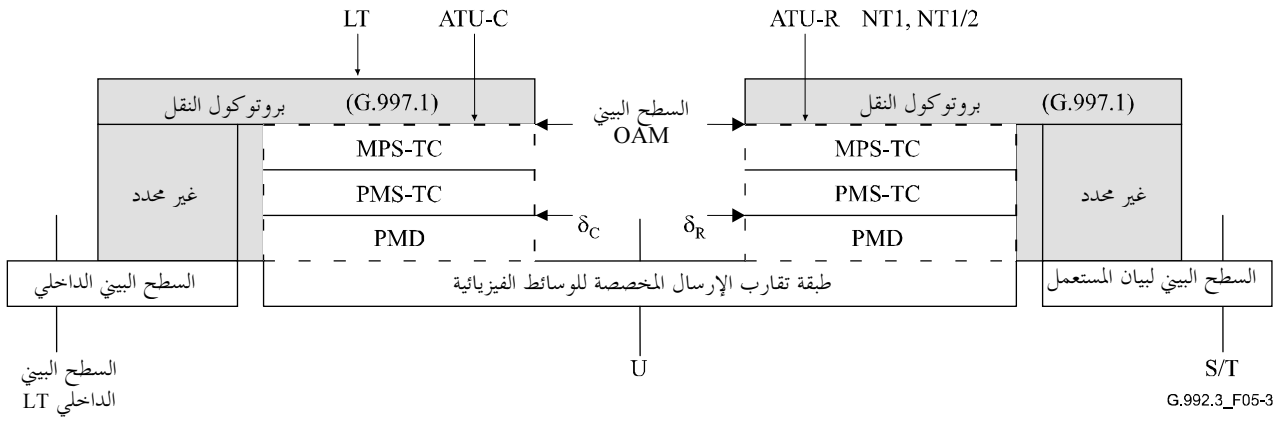 LT
ATU-C
ATU-R NT1, NT1/2
بروتوكول النقل (G.997.1)
السطح البيني
OAM
بروتوكول النقل (G.997.1)
MPS-TC
MPS-TC
غير محدد
PMS-TC
PMS-TC
غير محدد
δC
δR
PMD
PMD
السطح البيني الداخلي
طبقة تقارب الإرسال المخصصة للوسائط الفيزيائية
السطح البيني لبيان المستعمل
السطح البيني
الداخلي LT
U
S/T
G.992.3_F05-3